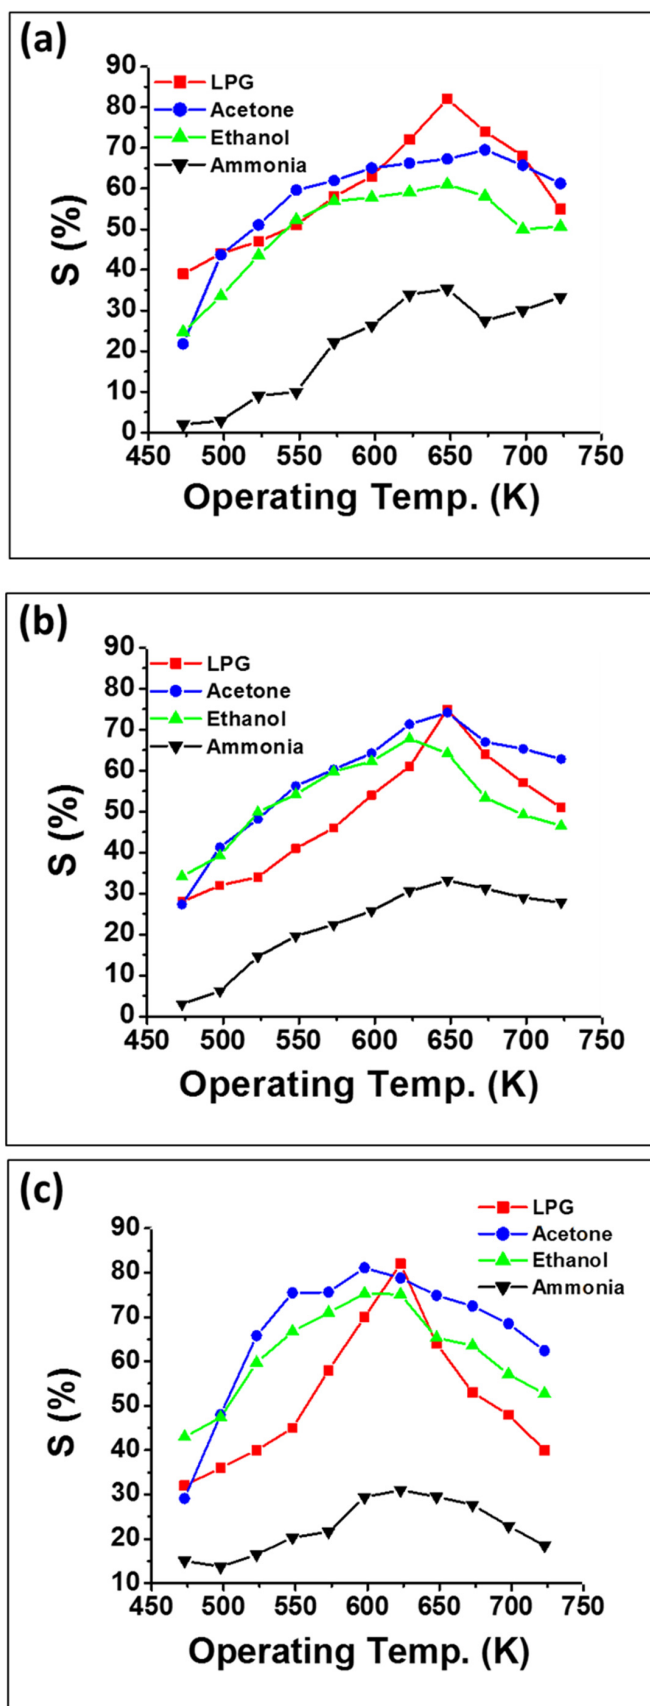 (a)
90
80
70
60
50
40
30
20
10
0
S (%)
LPG
Acetone
Ethanol
Ammonia
450 500 550 600 650 700 750
Operating Temp. (K)
(b)
90
80
70
60
50
40
30
20
10
0
S (%)
LPG
Acetone
Ethanol
Ammonia
450 500 550 600 650 700 750
Operating Temp. (K)
(c)
90
80
70
60
50
40
30
20
10
S (%)
LPG
Acetone
Ethanol
Ammonia
450 500 550 600 650 700 750
Operating Temp. (K)